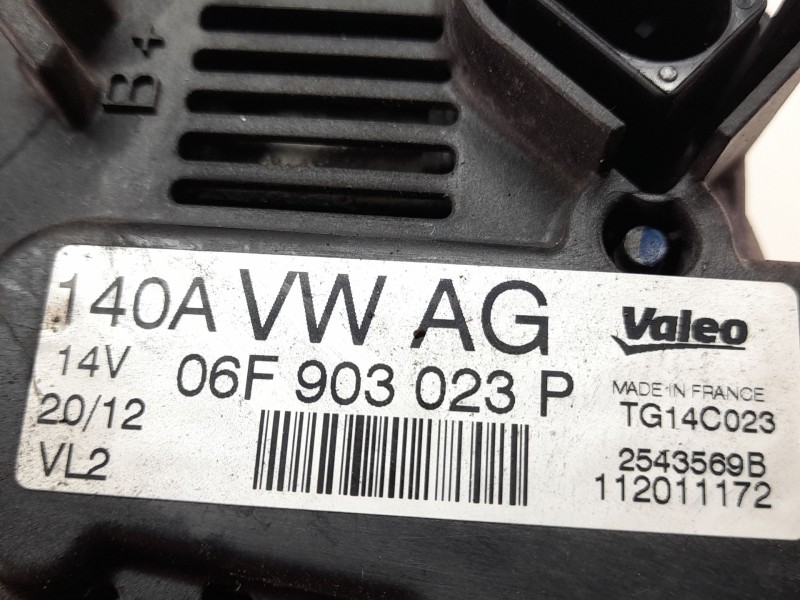 B+
140A VW AG
14V 06F 903 023 P
20/12
VL2
Valeo
MADE IN FRANCE
TG14C023
2543569B
112011172